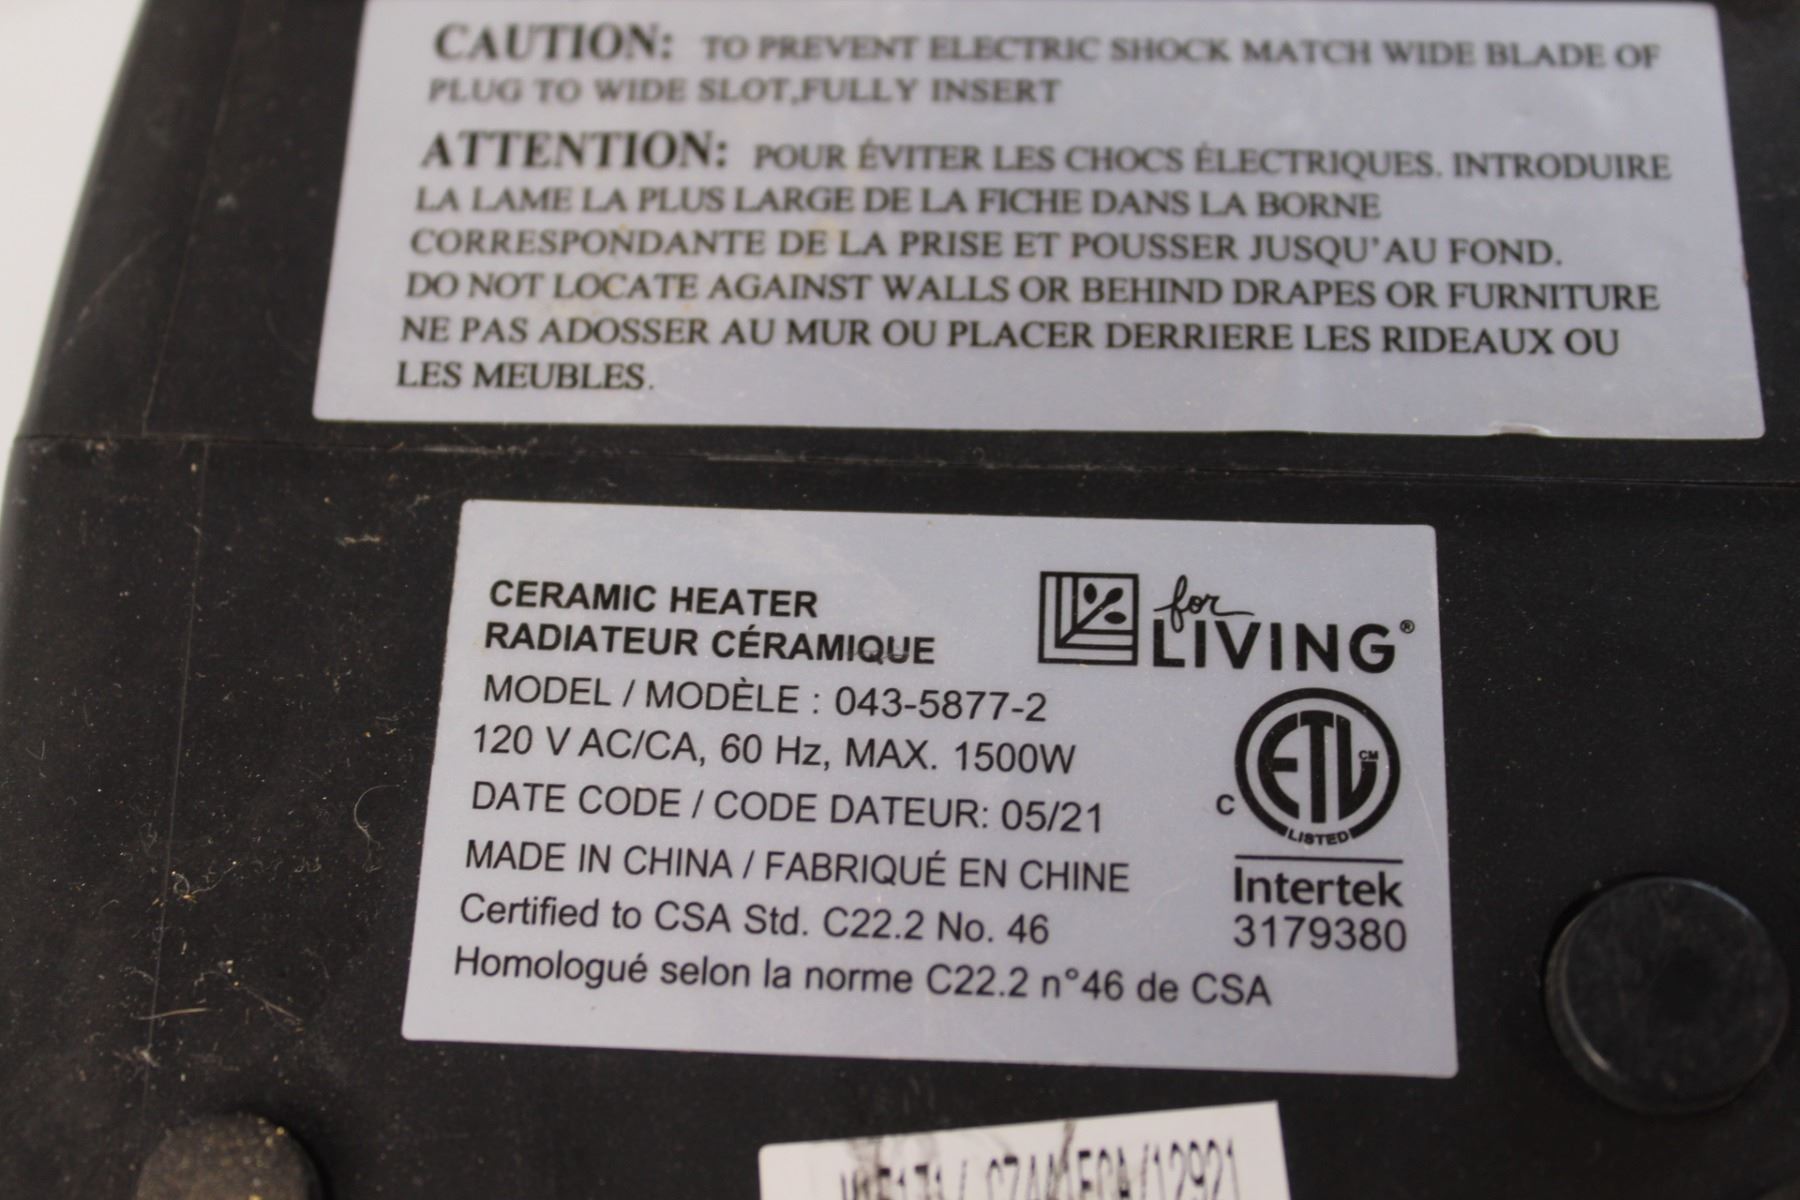 CAUTION: TO PREVENT ELECTRIC SHOCK MATCH WIDE BLADE OF
PLUG TO WIDE SLOT,FULLY INSERT
ATTENTION: POUR ÉVITER LES CHOCS ÉLECTRIQUES. INTRODUIRE
LA LAME LA PLUS LARGE DE LA FICHE DANS LA BORNE
CORRESPONDANTE DE LA PRISE ET POUSSER JUSQU'AU FOND.
DO NOT LOCATE AGAINST WALLS OR BEHIND DRAPES OR FURNITURE
NE PAS ADOSSER AU MUR OU PLACER DERRIERE LES RIDEAUX OU
LES MEUBLES.
CERAMIC HEATER
RADIATEUR CÉRAMIQUE
MODEL / MODÈLE : 043-5877-2
120 V AC/CA, 60 Hz, MAX. 1500W
DATE CODE / CODE DATEUR: 05/21
MADE IN CHINA / FABRIQUÉ EN CHINE
Certified to CSA Std. C22.2 No. 46
Homologué selon la norme C22.2 n°46 de CSA
for
LIVING®
C ETL CM
LISTED
Intertek
3179380